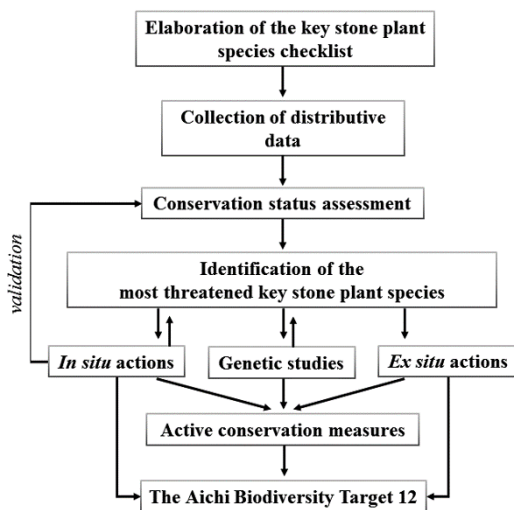 Elaboration of the key stone plant
species checklist
Collection of distributive
data
Conservation status assessment
validation
Identification of the
most threatened key stone plant species
In situ actions
Genetic studies
Ex situ actions
Active conservation measures
The Aichi Biodiversity Target 12